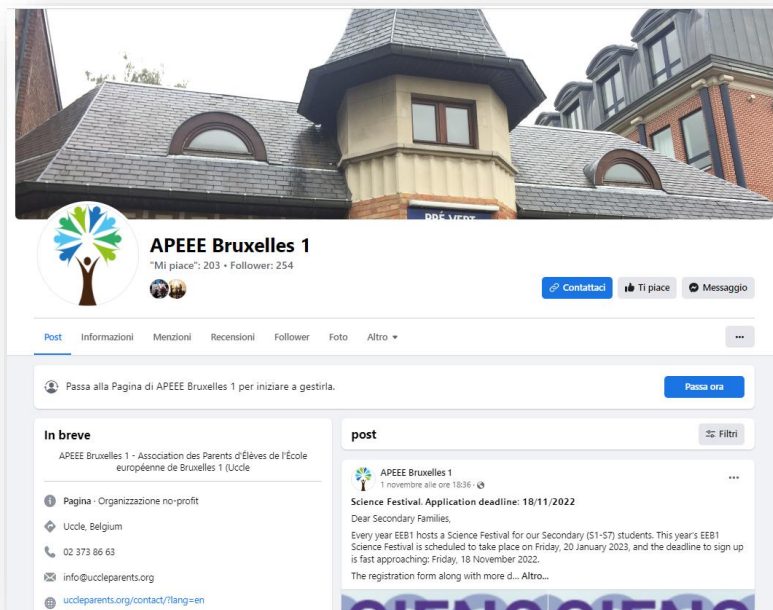 PRÉ VERT
APEEE Bruxelles 1
"Mi piace": 203 • Follower: 254
Contattaci
Ti piace
Messaggio
Post
Informazioni
Menzioni
Recensioni
Follower
Foto
Altro
Passa alla Pagina di APEEE Bruxelles 1 per iniziare a gestirla.
Passa ora
In breve
APEEE Bruxelles 1 - Association des Parents d'Élèves de l'École
européenne de Bruxelles 1 (Uccle
Pagina · Organizzazione no-profit
Uccle, Belgium
02 373 86 63
info@uccleparents.org
uccleparents.org/contact/?lang=en
post
Filtri
APEEE Bruxelles 1
1 novembre alle ore 18:36 ·
Science Festival. Application deadline: 18/11/2022
Dear Secondary Families,
Every year EEB1 hosts a Science Festival for our Secondary (S1-S7) students. This year's EEB1
Science Festival is scheduled to take place on Friday, 20 January 2023, and the deadline to sign up
is fast approaching: Friday, 18 November 2022.
The registration form along with more d... Altro...